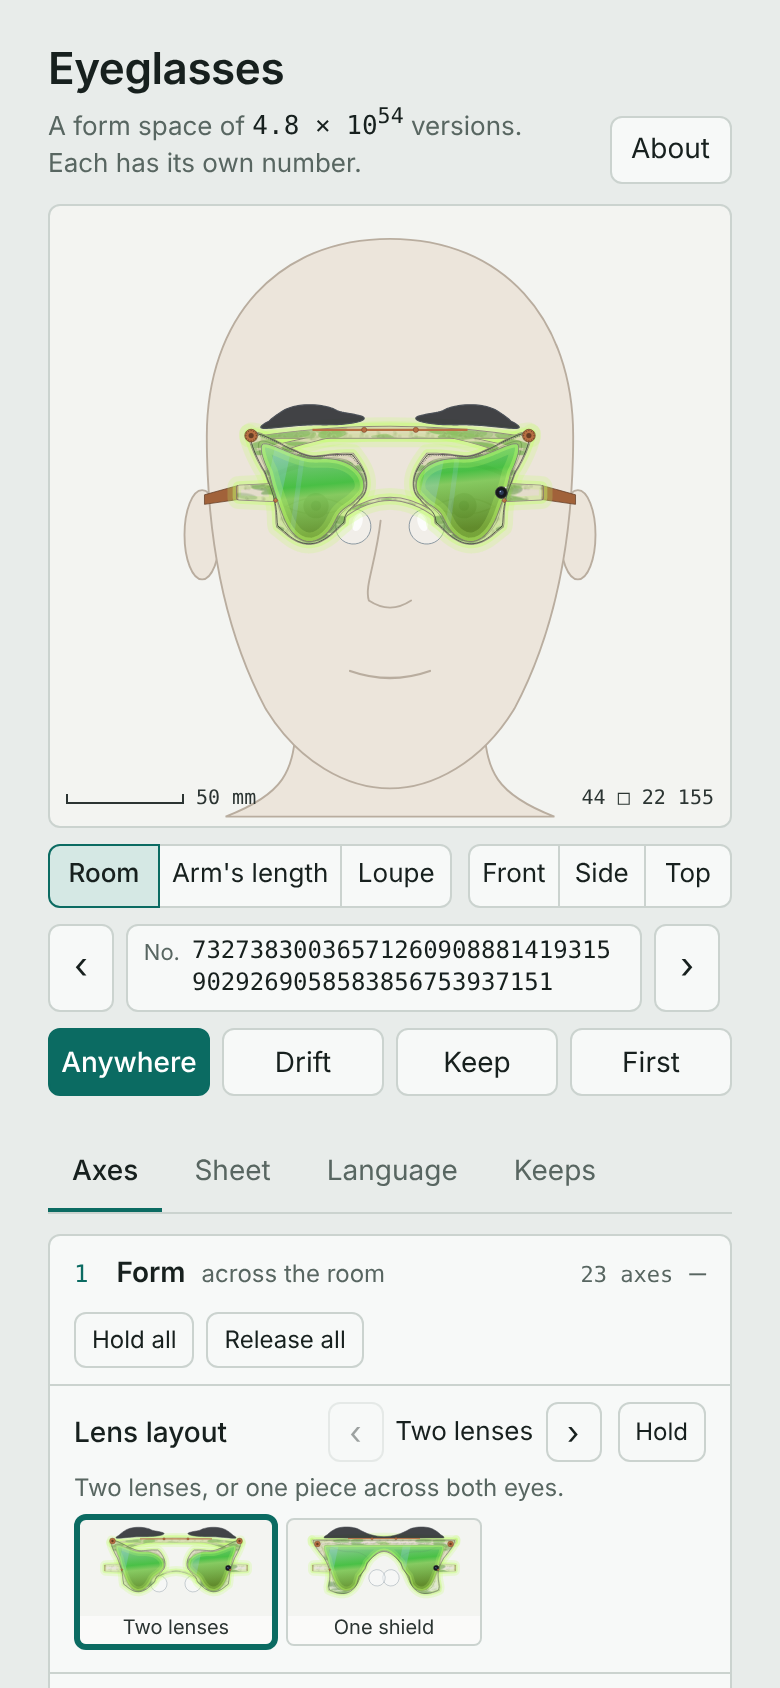 Eyeglasses
A form space of 4.8 × 10^54 versions.
Each has its own number.
About
50 mm
44 □ 22 155
Room
Arm's length
Loupe
Front
Side
Top
‹
No. 7327383003657126090888141931​5
90292690585838567539​37151
›
Anywhere
Drift
Keep
First
Axes
Sheet
Language
Keeps
1 Form across the room 23 axes —
Hold all
Release all
Lens layout
‹ Two lenses ›
Hold
Two lenses, or one piece across both eyes.
Two lenses
One shield